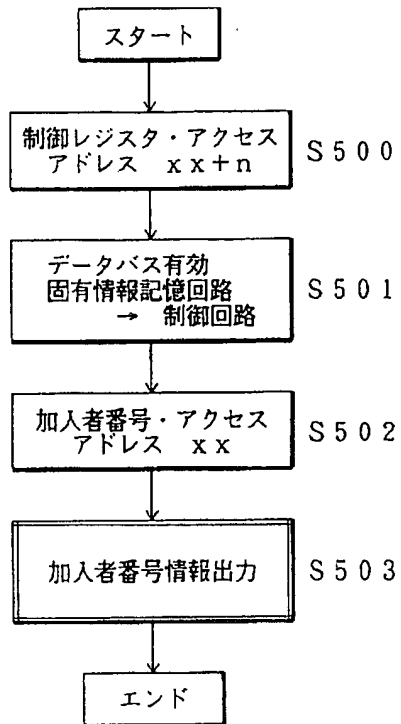 スタート
制御レジスタ・アクセス
アドレス xx+n
S500
データバス有効
固有情報記憶回路
→ 制御回路
S501
加入者番号・アクセス
アドレス xx
S502
加入者番号情報出力
S503
エンド